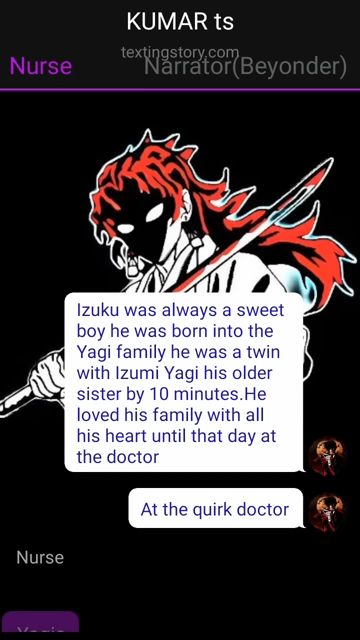 KUMAR ts
textingstory.com
Nurse
Narrator(Beyonder)
Izuku was always a sweet
boy he was born into the
Yagi family he was a twin
with Izumi Yagi his older
sister by 10 minutes.He
loved his family with all
his heart until that day at
the doctor
At the quirk doctor
Nurse